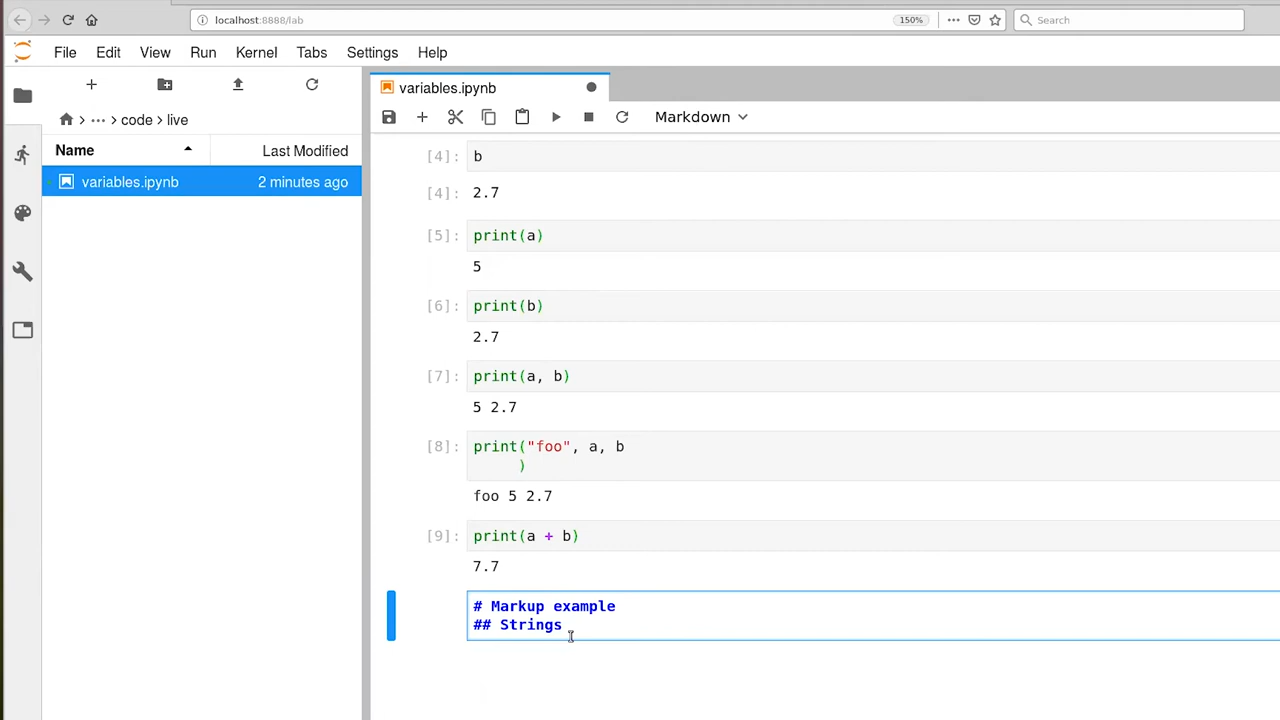 localhost:8888/lab
150%
Search
File Edit View Run Kernel Tabs Settings Help
variables.ipynb
code live
Markdown
Name Last Modified
variables.ipynb 2 minutes ago
[4]: b
[4]: 2.7
[5]: print(a)
5
[6]: print(b)
2.7
[7]: print(a, b)
5 2.7
[8]: print("foo", a, b
)
foo 5 2.7
[9]: print(a + b)
7.7
# Markup example
## Strings